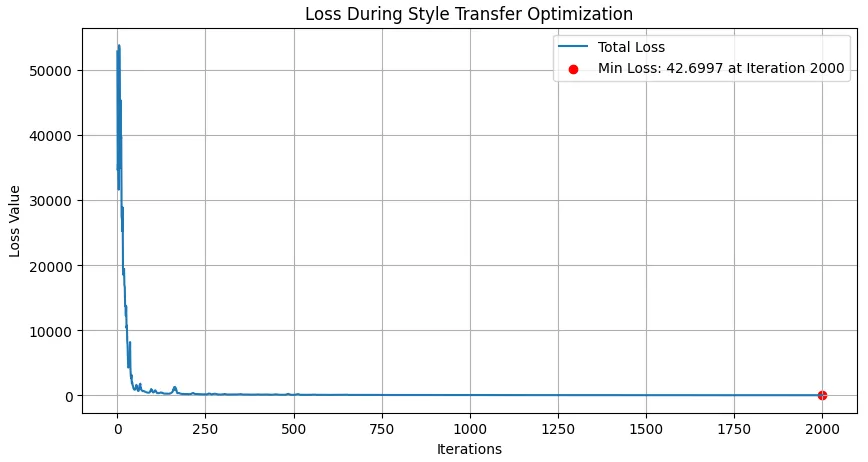 Loss During Style Transfer Optimization
Total Loss
Min Loss: 42.6997 at Iteration 2000
Loss Value
50000
40000
30000
20000
10000
0
0 250 500 750 1000 1250 1500 1750 2000
Iterations